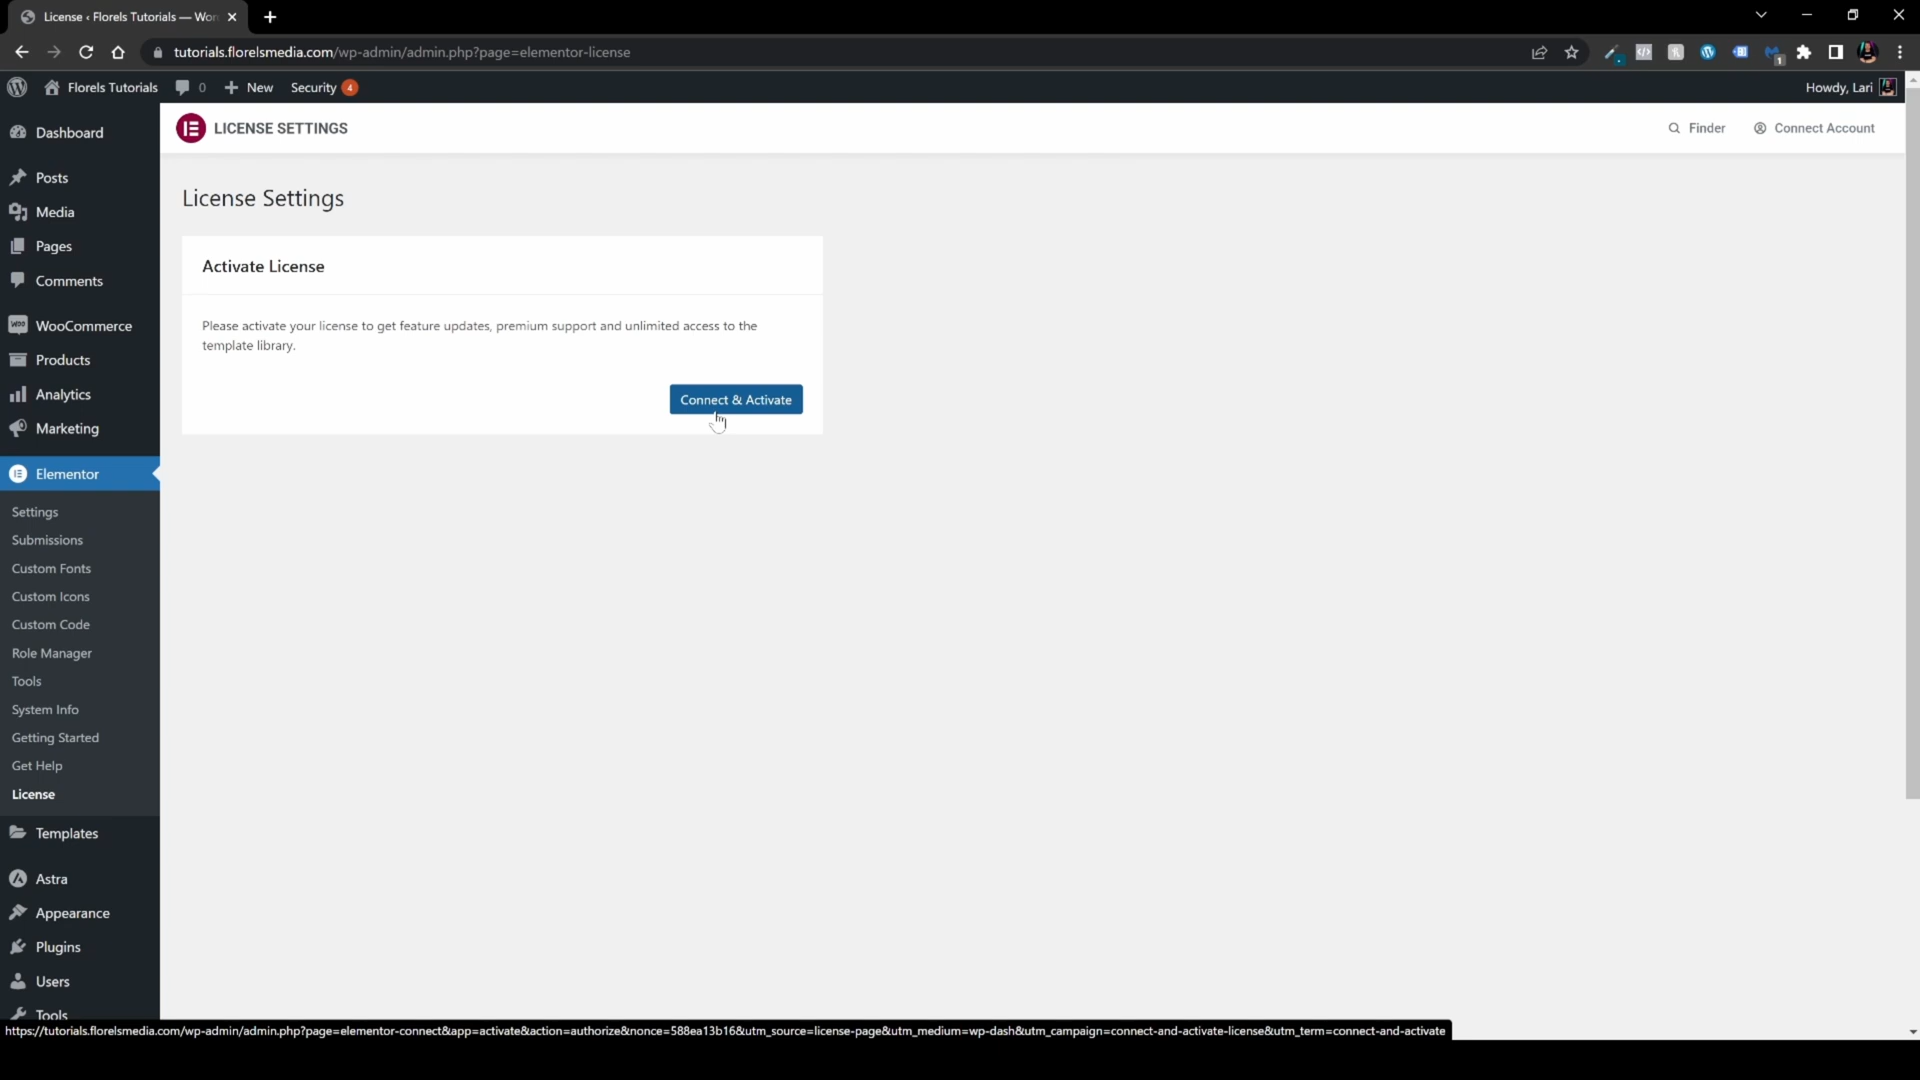 License ‹ Florels Tutorials — Wor
tutorials.florelsmedia.com/wp-admin/admin.php?page=elementor-license
1
Florels Tutorials
0
New
Security
4
Howdy, Lari
Dashboard
Posts
Media
Pages
Comments
WooCommerce
Products
Analytics
Marketing
Elementor
Settings
Submissions
Custom Fonts
Custom Icons
Custom Code
Role Manager
Tools
System Info
Getting Started
Get Help
License
Templates
Astra
Appearance
Plugins
Users
Tools
LICENSE SETTINGS
Finder
Connect Account
License Settings
Activate License
Please activate your license to get feature updates, premium support and unlimited access to the
template library.
Connect & Activate
https://tutorials.florelsmedia.com/wp-admin/admin.php?page=elementor-connect&app=activate&action=authorize&nonce=588ea13b16&utm_source=license-page&utm_medium=wp-dash&utm_campaign=connect-and-activate-license&utm_term=connect-and-activate